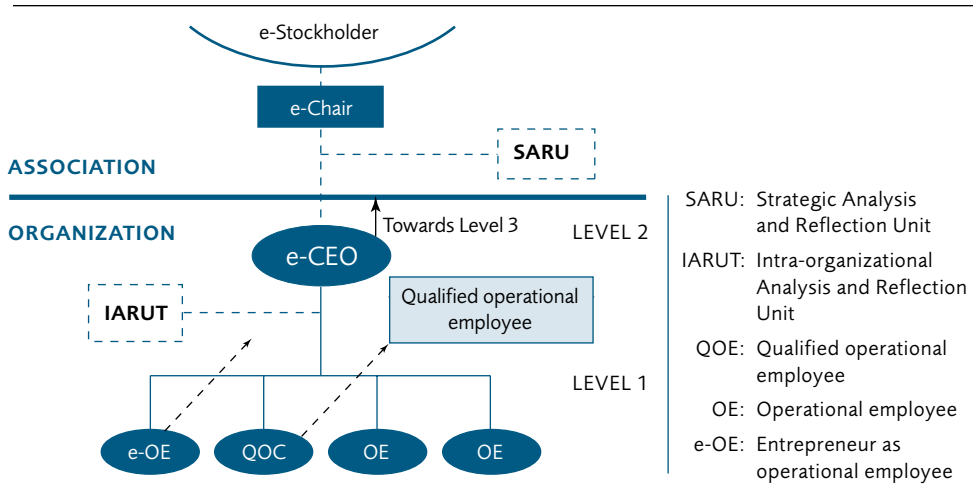 e-Stockholder
e-Chair
SARU
ASSOCIATION
ORGANIZATION
Towards Level 3
LEVEL 2
e-CEO
IARUT
Qualified operational
employee
LEVEL 1
e-OE
QOC
OE
OE
SARU: Strategic Analysis
and Reflection Unit
IARUT: Intra-organizational
Analysis and Reflection
Unit
QOE: Qualified operational
employee
OE: Operational employee
e-OE: Entrepreneur as
operational employee